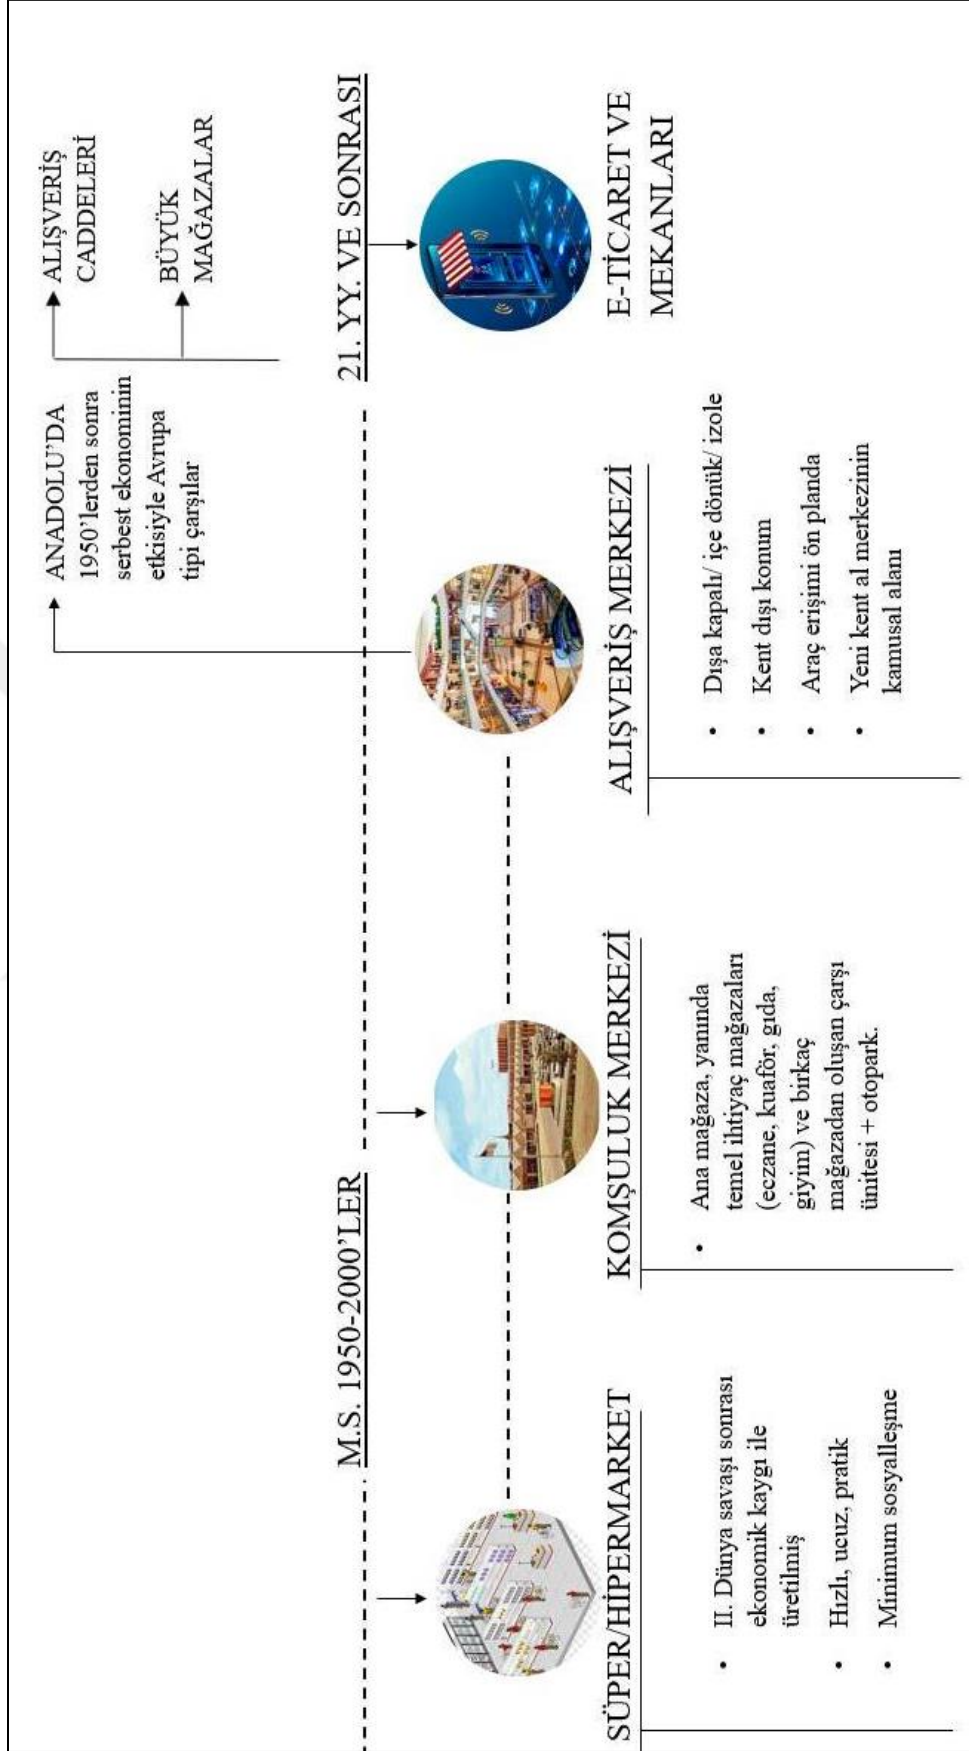 ANADOLU'DA
1950'lerden sonra
serbest ekonominin
etkisiyle Avrupa
tipi çarşılar
ALIŞVERİŞ
CADDELERİ
BÜYÜK
MAĞAZALAR
M.S. 1950-2000'LER
21. YY. VE SONRASI
SÜPER/HİPERMARKET
II. Dünya savaşı sonrası
ekonomik kaygı ile
üretilmiş
Hızlı, ucuz, pratik
Minimum sosyalleşme
KOMŞULUK MERKEZİ
Ana mağaza, yanında
temel ihtiyaç mağazaları
(eczane, kuaför, gıda,
giyim) ve birkaç
mağazadan oluşan çarşı
ünitesi + otopark.
ALIŞVERİŞ MERKEZİ
Dışa kapalı/ içe dönük/ izole
Kent dışı konum
Araç erişimi ön planda
Yeni kent al merkezinin
kamusal alanı
E-TİCARET VE
MEKANLARI